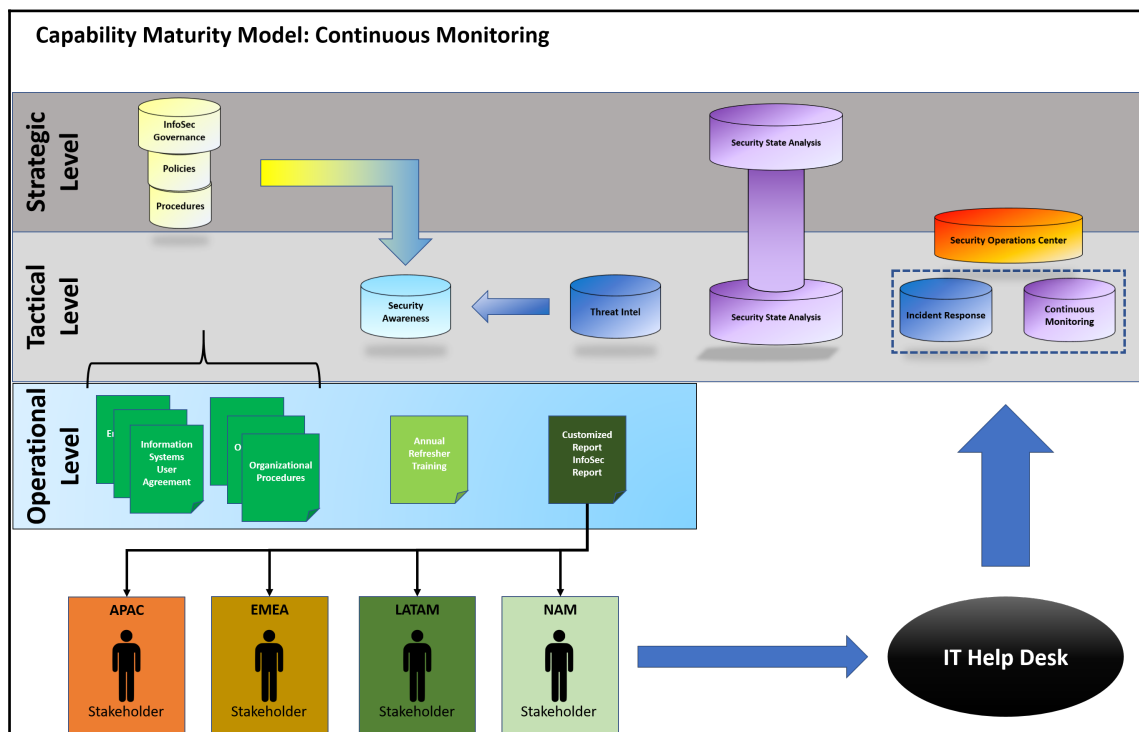 Capability Maturity Model: Continuous Monitoring
Strategic
Level
InfoSec
Governance
Policies
Procedures
Security State Analysis
Security Operations Center
Tactical
Level
Security
Awareness
Threat Intel
Security State Analysis
Incident Response
Continuous
Monitoring
Operational
Level
Information
Systems
User
Agreement
Organizational
Procedures
Annual
Refresher
Training
Customized
Report
InfoSec
Report
APAC
Stakeholder
EMEA
Stakeholder
LATAM
Stakeholder
NAM
Stakeholder
IT Help Desk